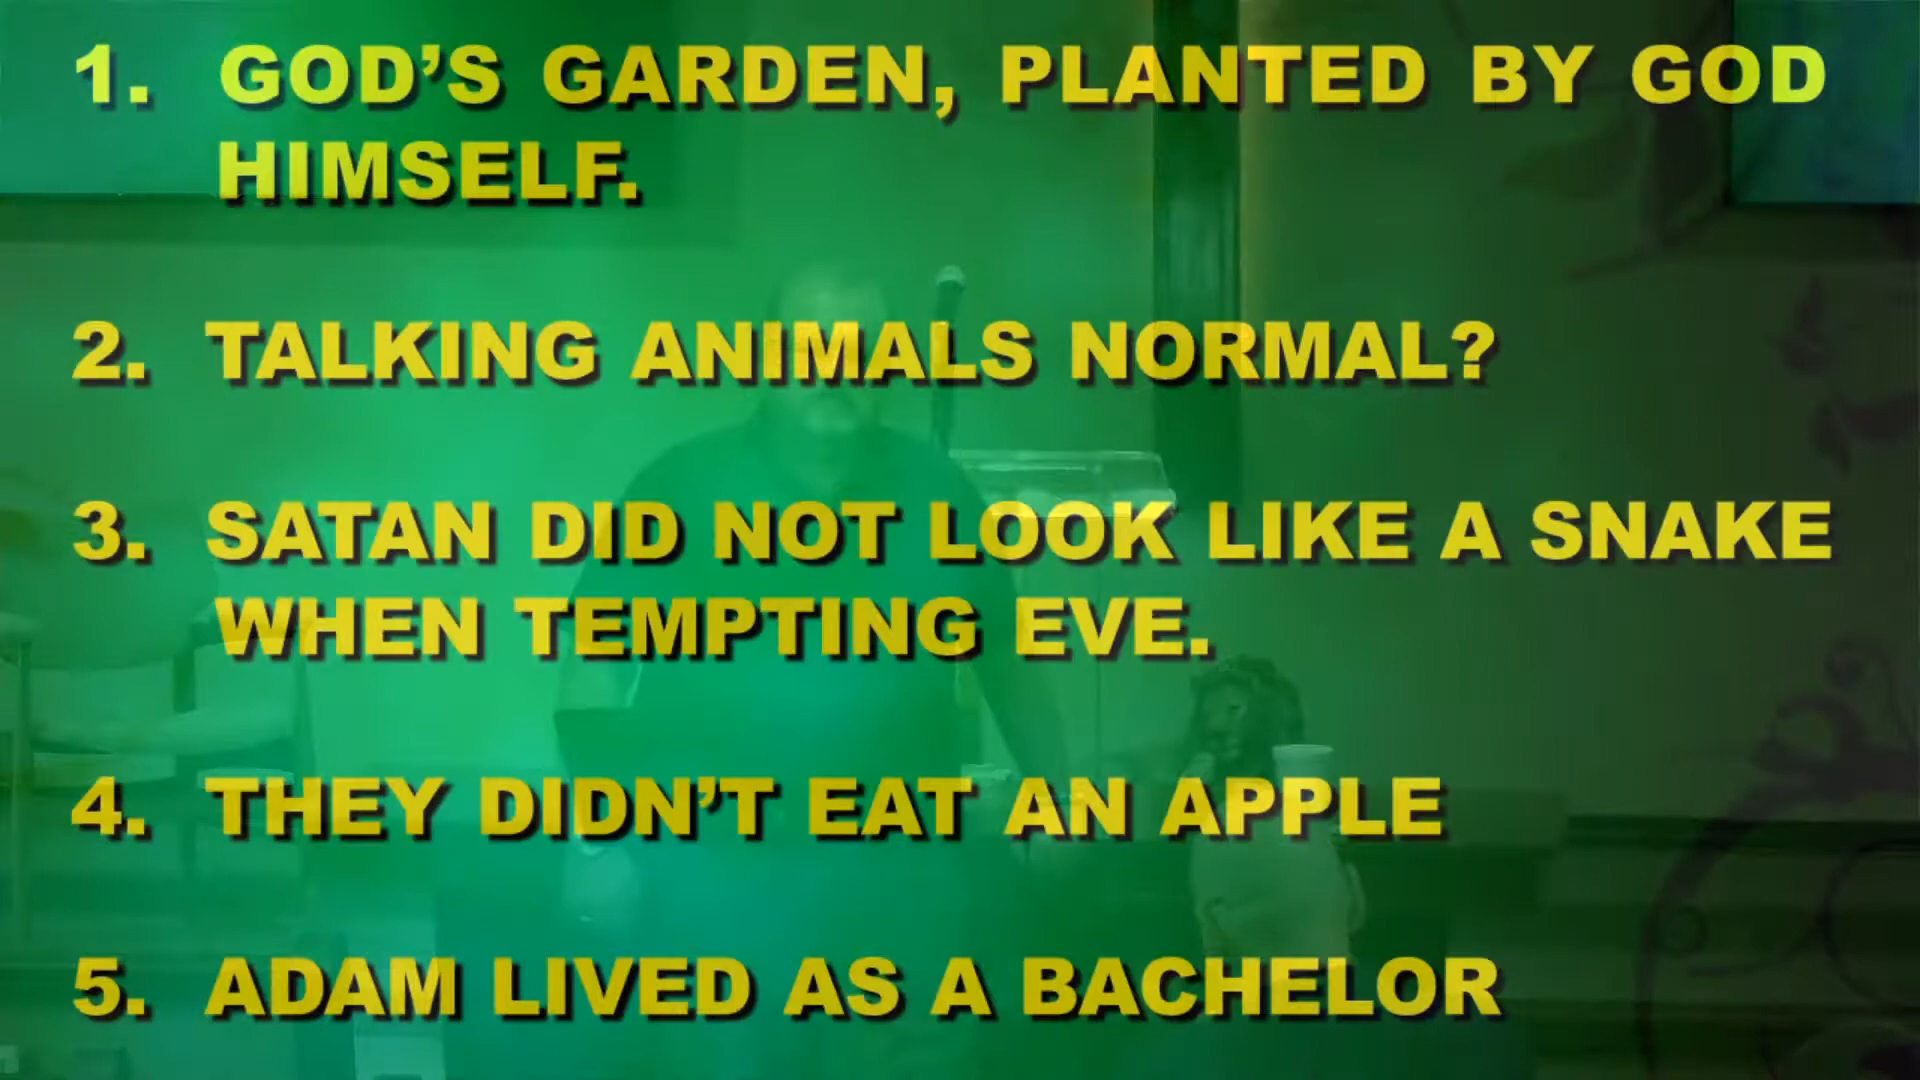 1. GOD’S GARDEN, PLANTED BY GOD
HIMSELF.
2. TALKING ANIMALS NORMAL?
3. SATAN DID NOT LOOK LIKE A SNAKE
WHEN TEMPTING EVE.
4. THEY DIDN’T EAT AN APPLE
5. ADAM LIVED AS A BACHELOR